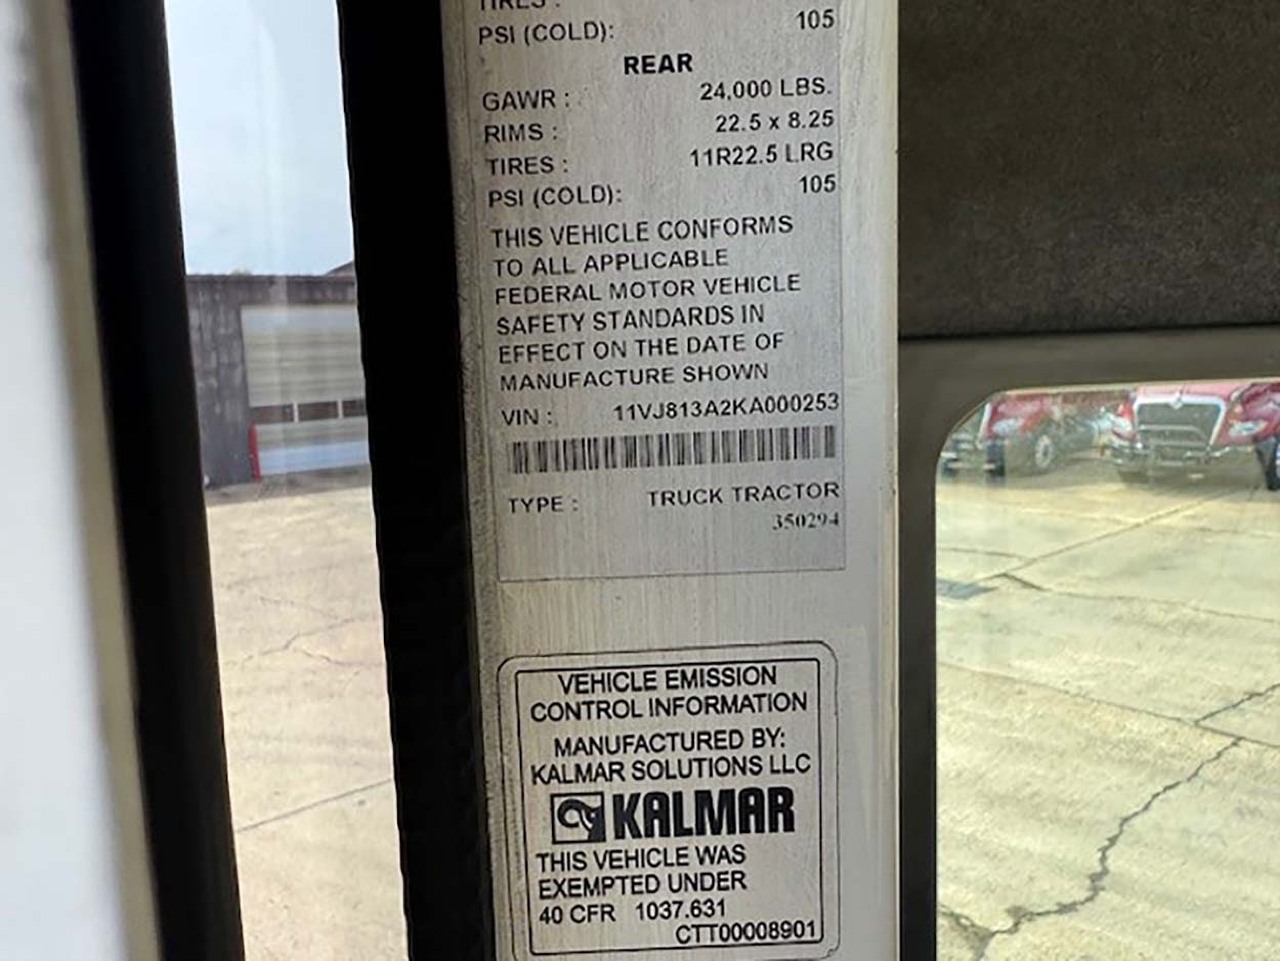 TIRES :
PSI (COLD): 105
REAR
GAWR : 24,000 LBS.
RIMS : 22.5 x 8.25
TIRES : 11R22.5 LRG
PSI (COLD): 105
THIS VEHICLE CONFORMS
TO ALL APPLICABLE
FEDERAL MOTOR VEHICLE
SAFETY STANDARDS IN
EFFECT ON THE DATE OF
MANUFACTURE SHOWN
VIN : 11VJ813A2KA000253
TYPE : TRUCK TRACTOR
350294
VEHICLE EMISSION
CONTROL INFORMATION
MANUFACTURED BY:
KALMAR SOLUTIONS LLC
KALMAR
THIS VEHICLE WAS
EXEMPTED UNDER
40 CFR 1037.631
CTT00008901